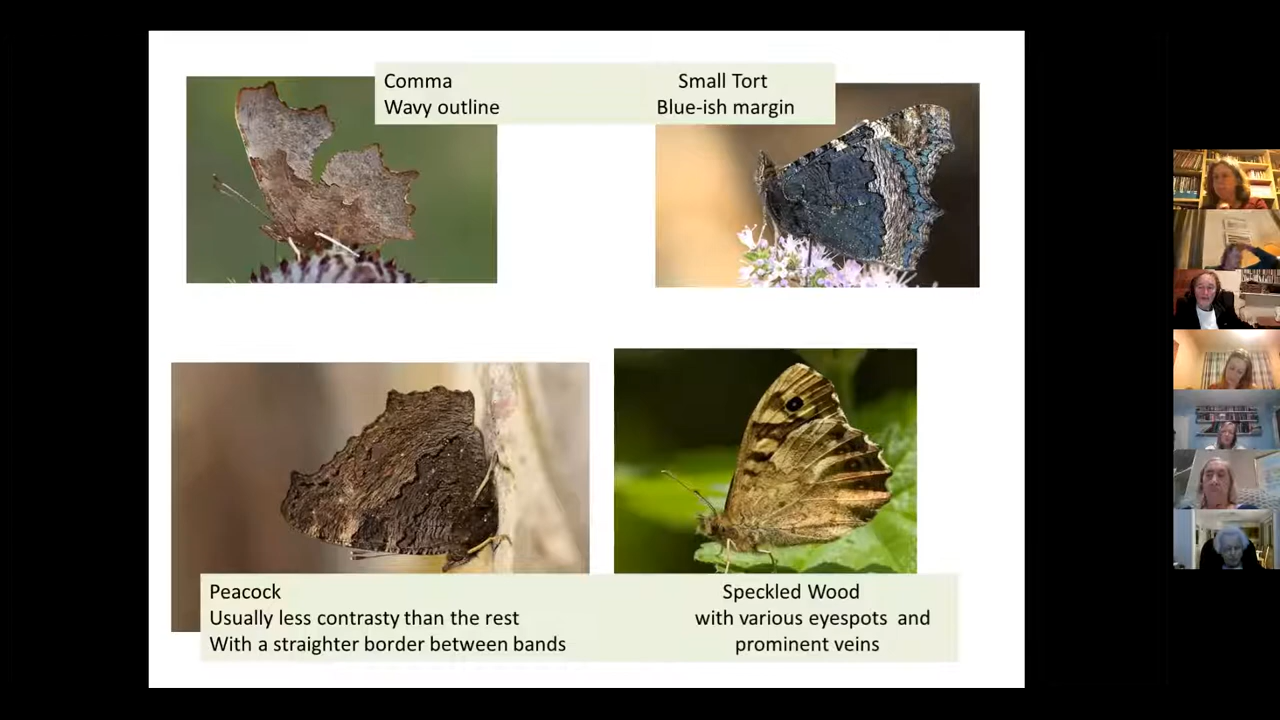 Comma
Wavy outline
Small Tort
Blue-ish margin
Peacock
Usually less contrasty than the rest
With a straighter border between bands
Speckled Wood
with various eyespots and
prominent veins